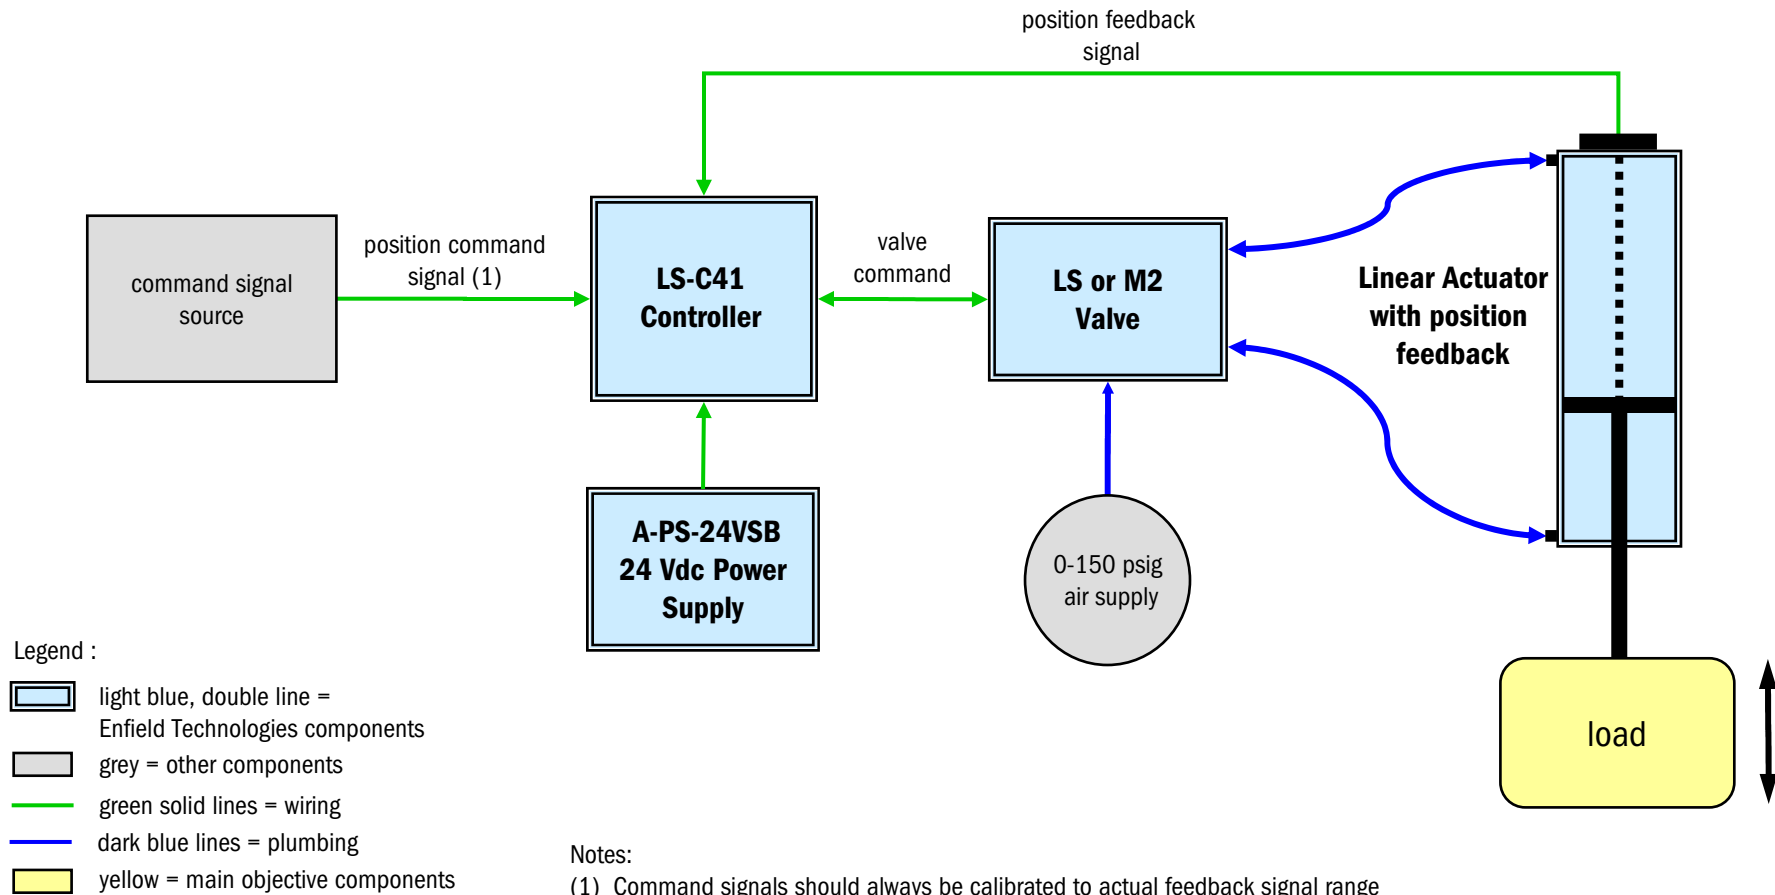 position feedback
signal
command signal
source
position command
signal (1)
LS-C41
Controller
valve
command
LS or M2
Valve
Linear Actuator
with position
feedback
A-PS-24VSB
24 Vdc Power
Supply
0-150 psig
air supply
load
Legend :
light blue, double line =
Enfield Technologies components
grey = other components
green solid lines = wiring
dark blue lines = plumbing
yellow = main objective components
Notes:
(1) Command signals should always be calibrated to actual feedback signal range